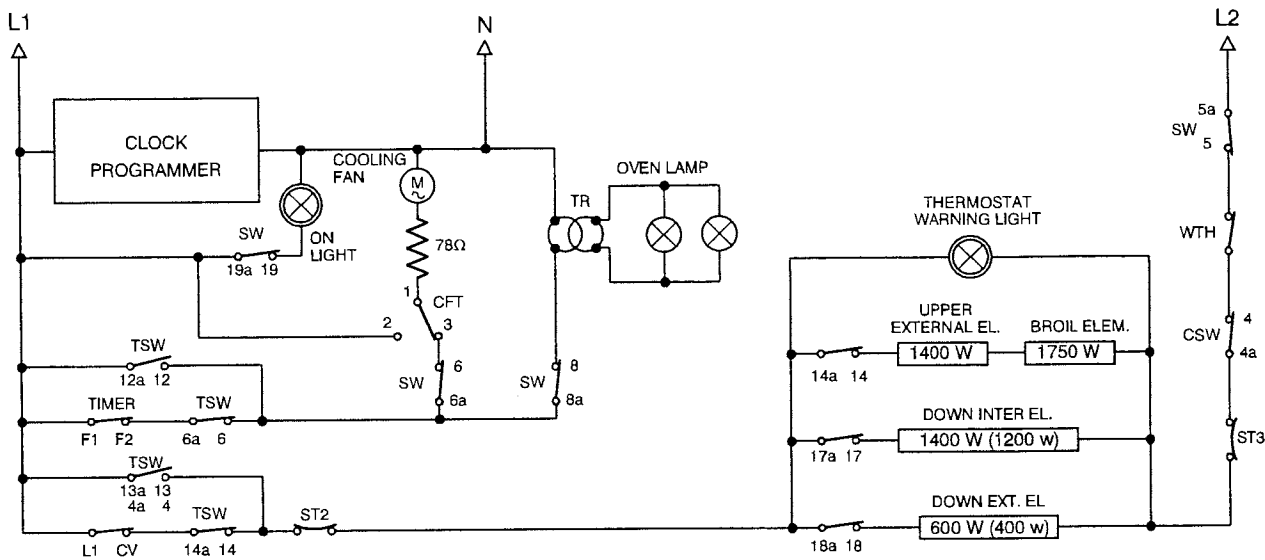 L1
N
L2
CLOCK
PROGRAMMER
COOLING
FAN
M
~
ON
LIGHT
SW
19a 19
78Ω
1
CFT
2
3
TR
OVEN LAMP
5a
SW
5
WTH
4
CSW
4a
ST3
THERMOSTAT
WARNING LIGHT
UPPER
EXTERNAL EL.
BROIL ELEM.
1400 W
1750 W
14a 14
DOWN INTER EL.
1400 W (1200 w)
17a 17
DOWN EXT. EL
600 W (400 w)
18a 18
TSW
12a 12
SW
6
6a
SW
8
8a
TIMER
F1 F2
TSW
6a 6
TSW
13a 13
4a 4
L1 CV
TSW
14a 14
ST2